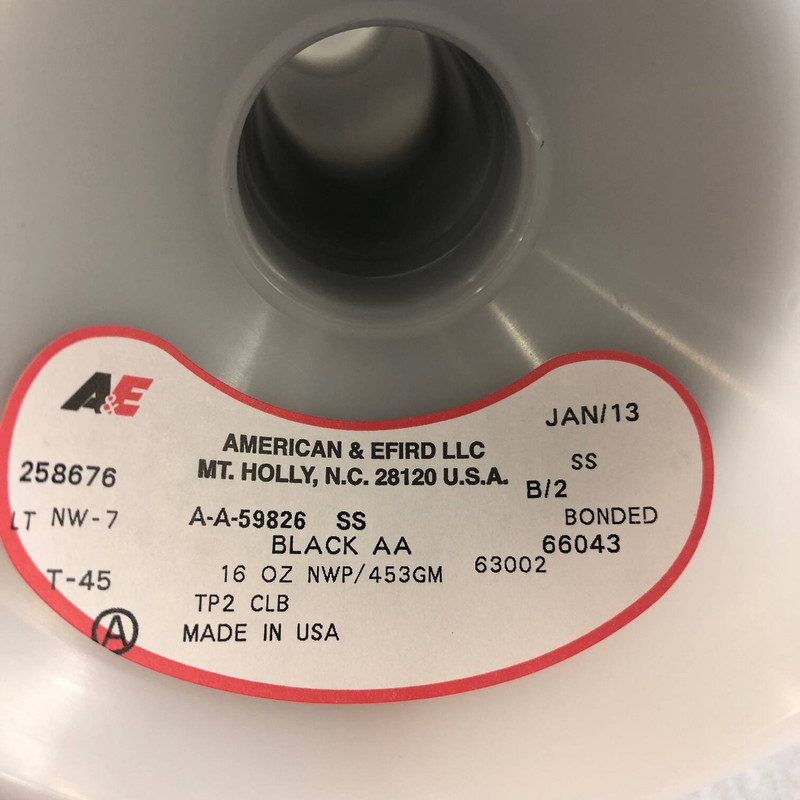 A&E
JAN/13
AMERICAN & EFIRD LLC
SS
258676
MT. HOLLY, N.C. 28120 U.S.A.
B/2
LT NW-7
A-A-59826 SS
BONDED
BLACK AA
66043
T-45
16 OZ NWP/453GM
63002
TP2 CLB
A
MADE IN USA